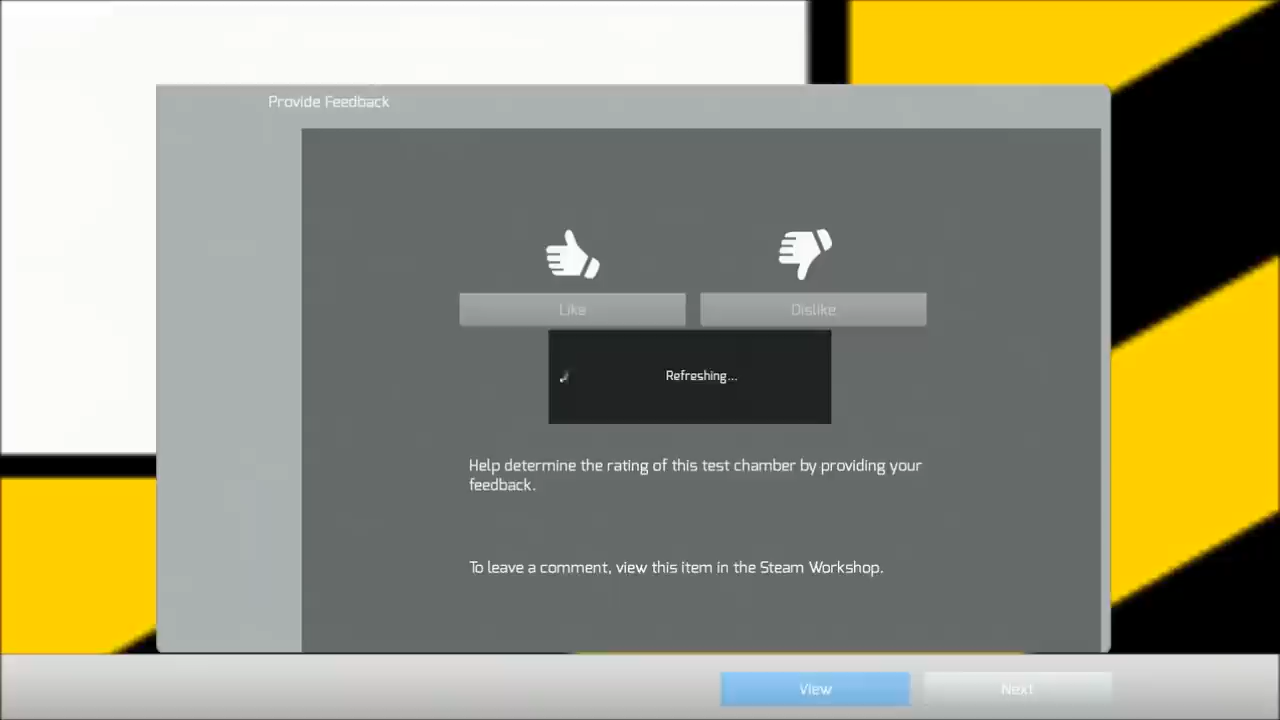 Provide Feedback
Like
Dislike
Refreshing...
Help determine the rating of this test chamber by providing your
feedback.
To leave a comment, view this item in the Steam Workshop.
View
Next